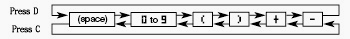 Press D
(space) 0 to 9 ( ) + -
Press C